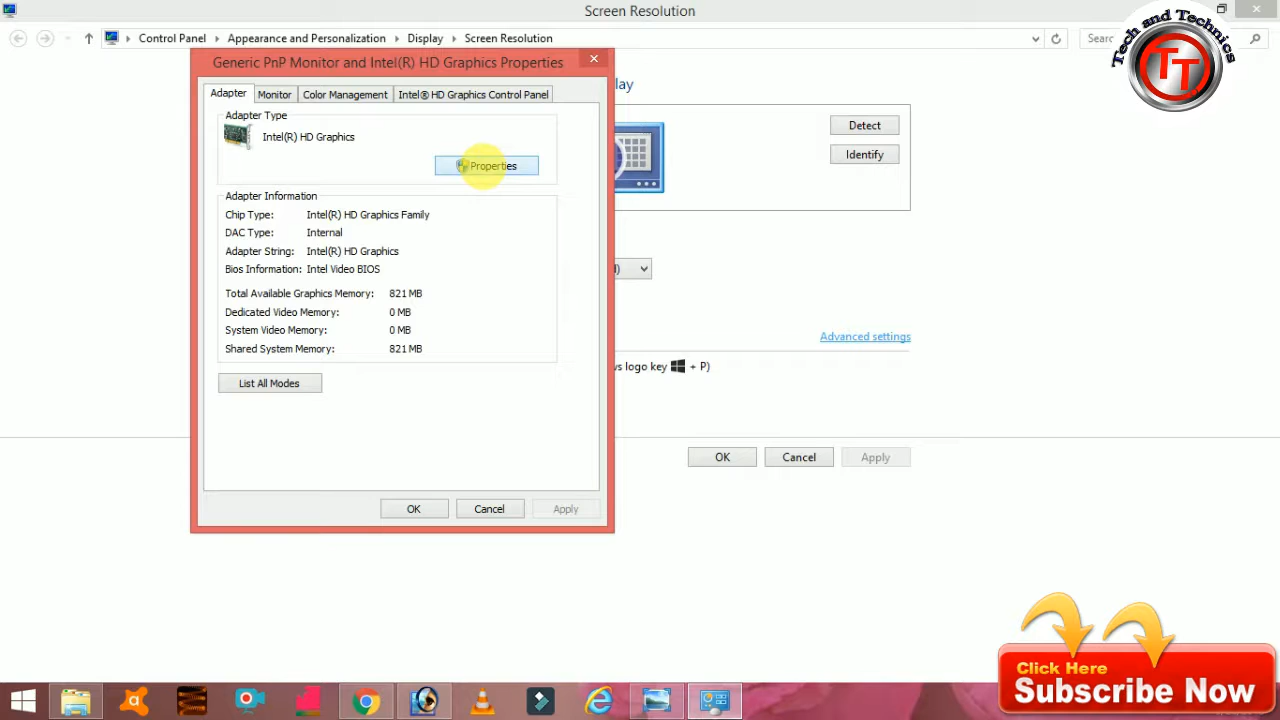 Screen Resolution
Control Panel
Appearance and Personalization
Display
Screen Resolution
Searc
Tech and Technics
TT
Generic PnP Monitor and Intel(R) HD Graphics Properties
Adapter
Monitor
Color Management
Intel® HD Graphics Control Panel
lay
Adapter Type
Intel(R) HD Graphics
Properties
Detect
Identify
Adapter Information
Chip Type: Intel(R) HD Graphics Family
DAC Type: Internal
Adapter String: Intel(R) HD Graphics
Bios Information: Intel Video BIOS
l)
Total Available Graphics Memory: 821 MB
Dedicated Video Memory: 0 MB
System Video Memory: 0 MB
Shared System Memory: 821 MB
Advanced settings
ws logo key + P)
List All Modes
OK Cancel Apply
OK Cancel Apply
Click Here
Subscribe Now